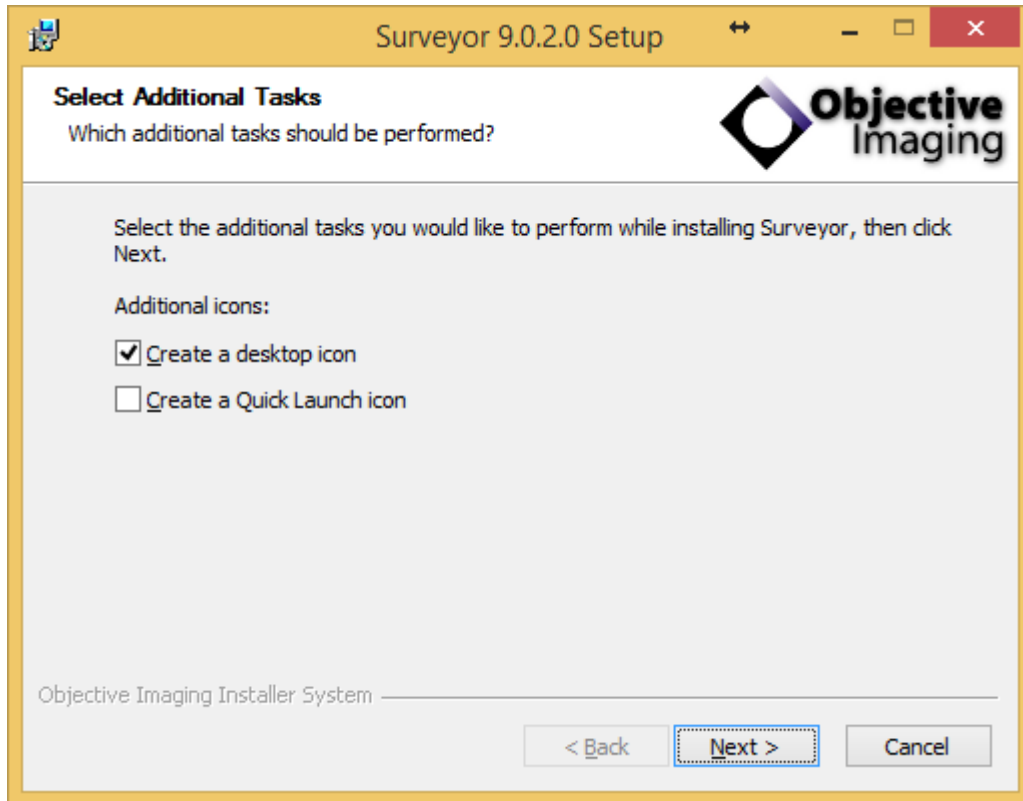 Surveyor 9.0.2.0 Setup
Select Additional Tasks
Which additional tasks should be performed?
Objective
Imaging
Select the additional tasks you would like to perform while installing Surveyor, then click
Next.
Additional icons:
Create a desktop icon
Create a Quick Launch icon
Objective Imaging Installer System
< Back
Next >
Cancel